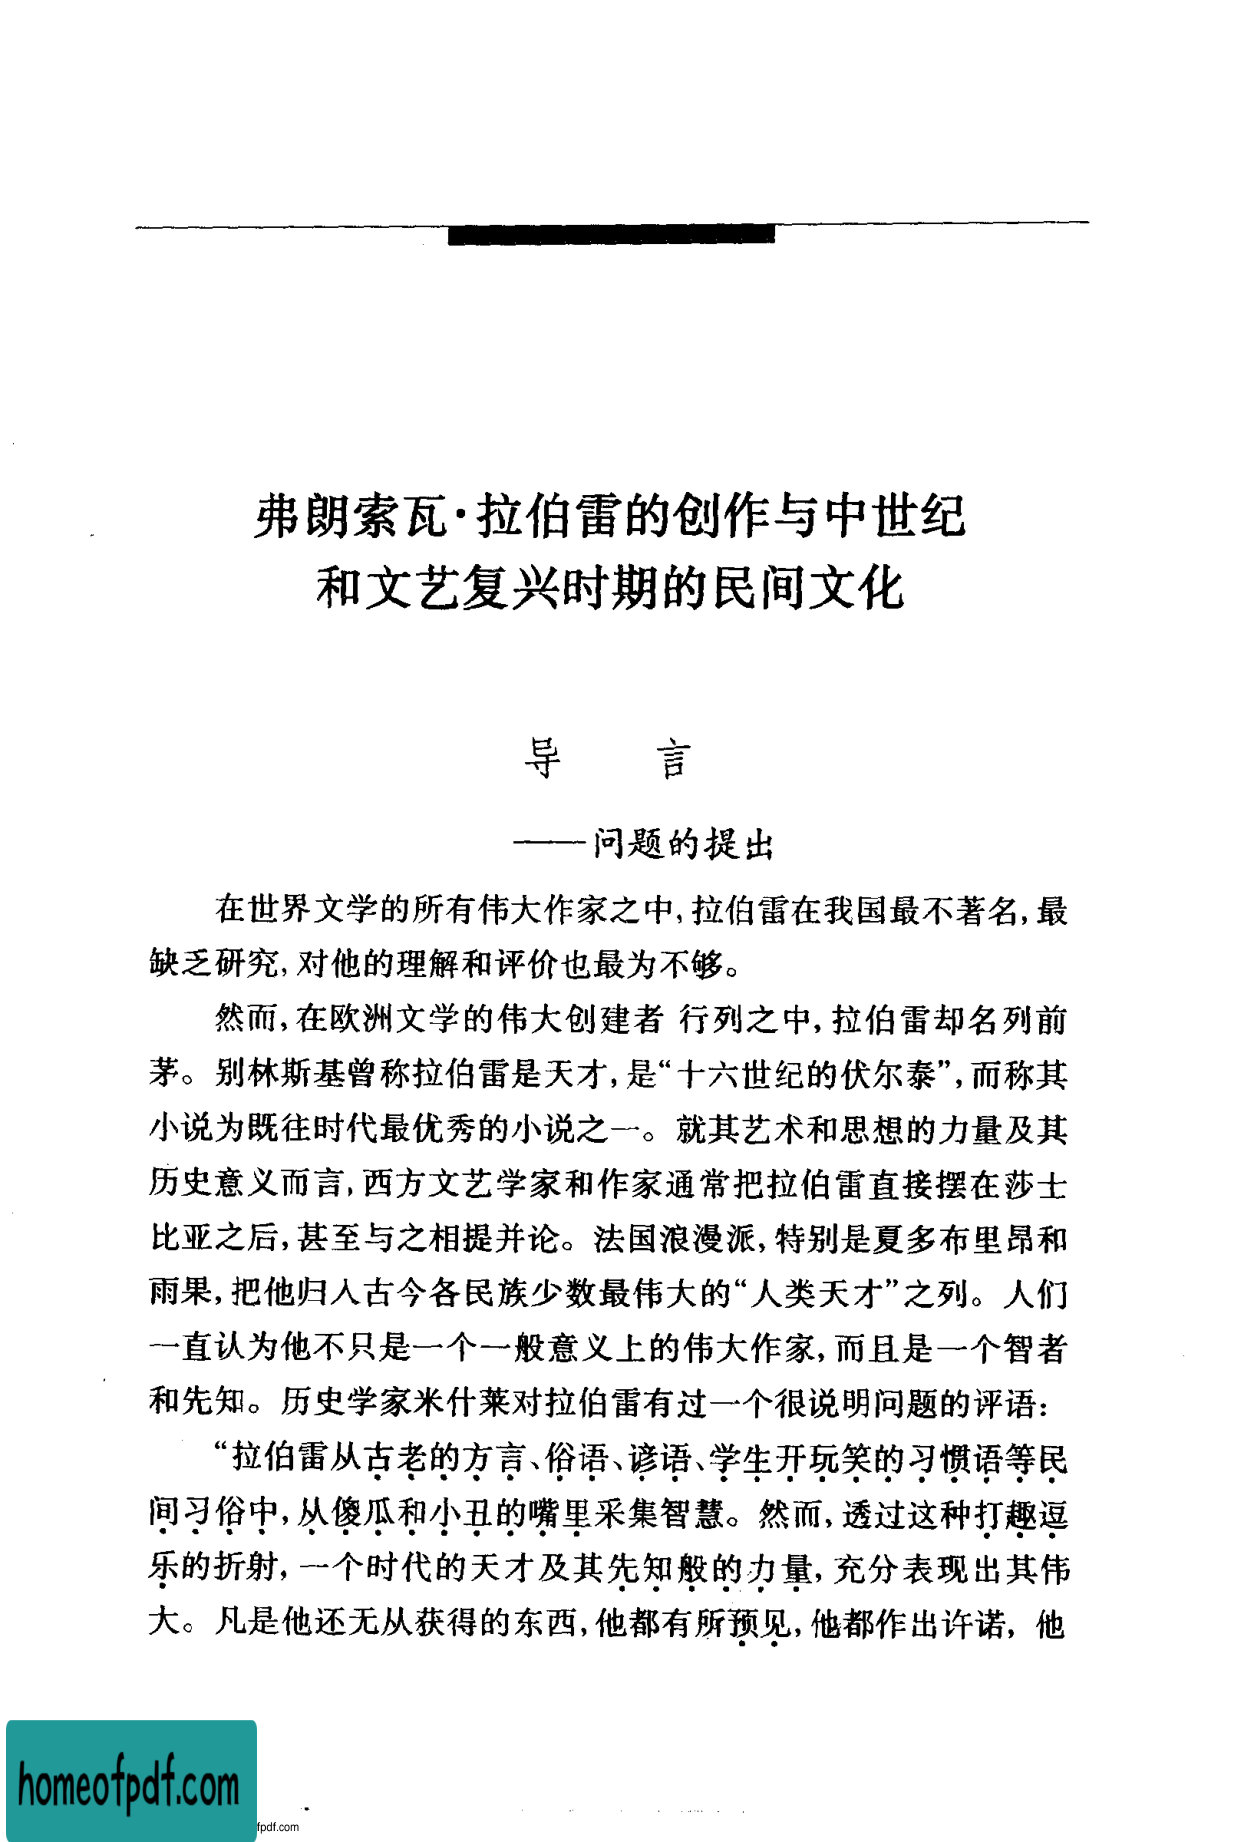 弗朗索瓦·拉伯雷的创作与中世纪
和文艺复兴时期的民间文化
导 言
——问题的提出
在世界文学的所有伟大作家之中,拉伯雷在我国最不著名,最
缺乏研究,对他的理解和评价也最为不够。
然而,在欧洲文学的伟大创建者 行列之中,拉伯雷却名列前
茅。别林斯基曾称拉伯雷是天才,是“十六世纪的伏尔泰”,而称其
小说为既往时代最优秀的小说之一。就其艺术和思想的力量及其
历史意义而言,西方文艺学家和作家通常把拉伯雷直接摆在莎士
比亚之后,甚至与之相提并论。法国浪漫派,特别是夏多布里昂和
雨果,把他归入古今各民族少数最伟大的“人类天才”之列。人们
一直认为他不只是一个一般意义上的伟大作家,而且是一个智者
和先知。历史学家米什莱对拉伯雷有过一个很说明问题的评语:
“拉伯雷从古老的方言、俗语、谚语、学生开玩笑的习惯语等民
间习俗中,从傻瓜和小丑的嘴里采集智慧。然而,透过这种打趣逗
乐的折射,一个时代的天才及其先知般的力量,充分表现出其伟
大。凡是他还无从获得的东西,他都有所预见,他都作出许诺,他
homeofpdf.com
fpdf.com